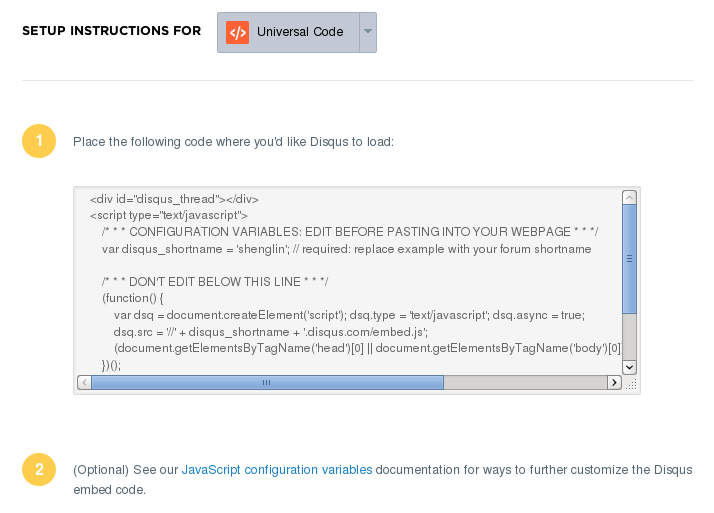 SETUP INSTRUCTIONS FOR </> Universal Code
1 Place the following code where you'd like Disqus to load:
<div id="disqus_thread"></div>
<script type="text/javascript">
/* * * CONFIGURATION VARIABLES: EDIT BEFORE PASTING INTO YOUR WEBPAGE * * */
var disqus_shortname = 'shenglin'; // required: replace example with your forum shortname
/* * * DON'T EDIT BELOW THIS LINE * * */
(function() {
var dsq = document.createElement('script'); dsq.type = 'text/javascript'; dsq.async = true;
dsq.src = '//' + disqus_shortname + '.disqus.com/embed.js';
(document.getElementsByTagName('head')[0] || document.getElementsByTagName('body')[0]
})();
2 (Optional) See our JavaScript configuration variables documentation for ways to further customize the Disqus
embed code.